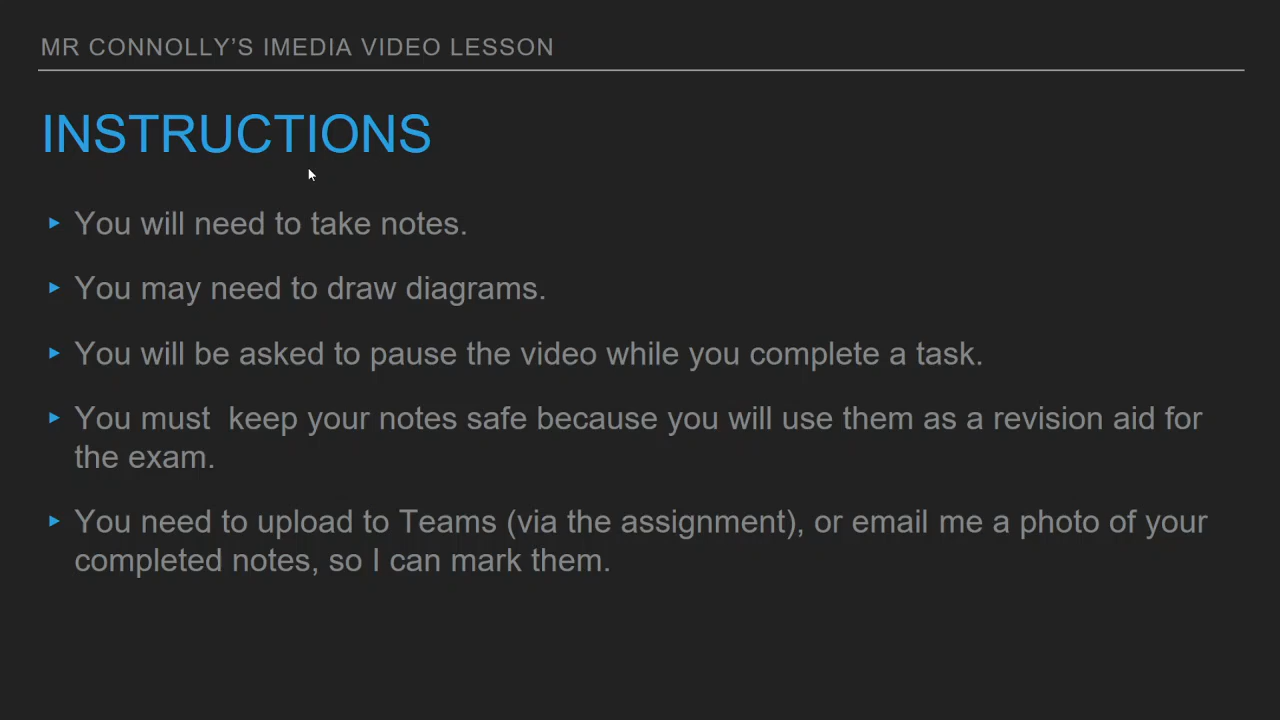 MR CONNOLLY’S IMEDIA VIDEO LESSON
INSTRUCTIONS
▸ You will need to take notes.
▸ You may need to draw diagrams.
▸ You will be asked to pause the video while you complete a task.
▸ You must  keep your notes safe because you will use them as a revision aid for
the exam.
▸ You need to upload to Teams (via the assignment), or email me a photo of your
completed notes, so I can mark them.